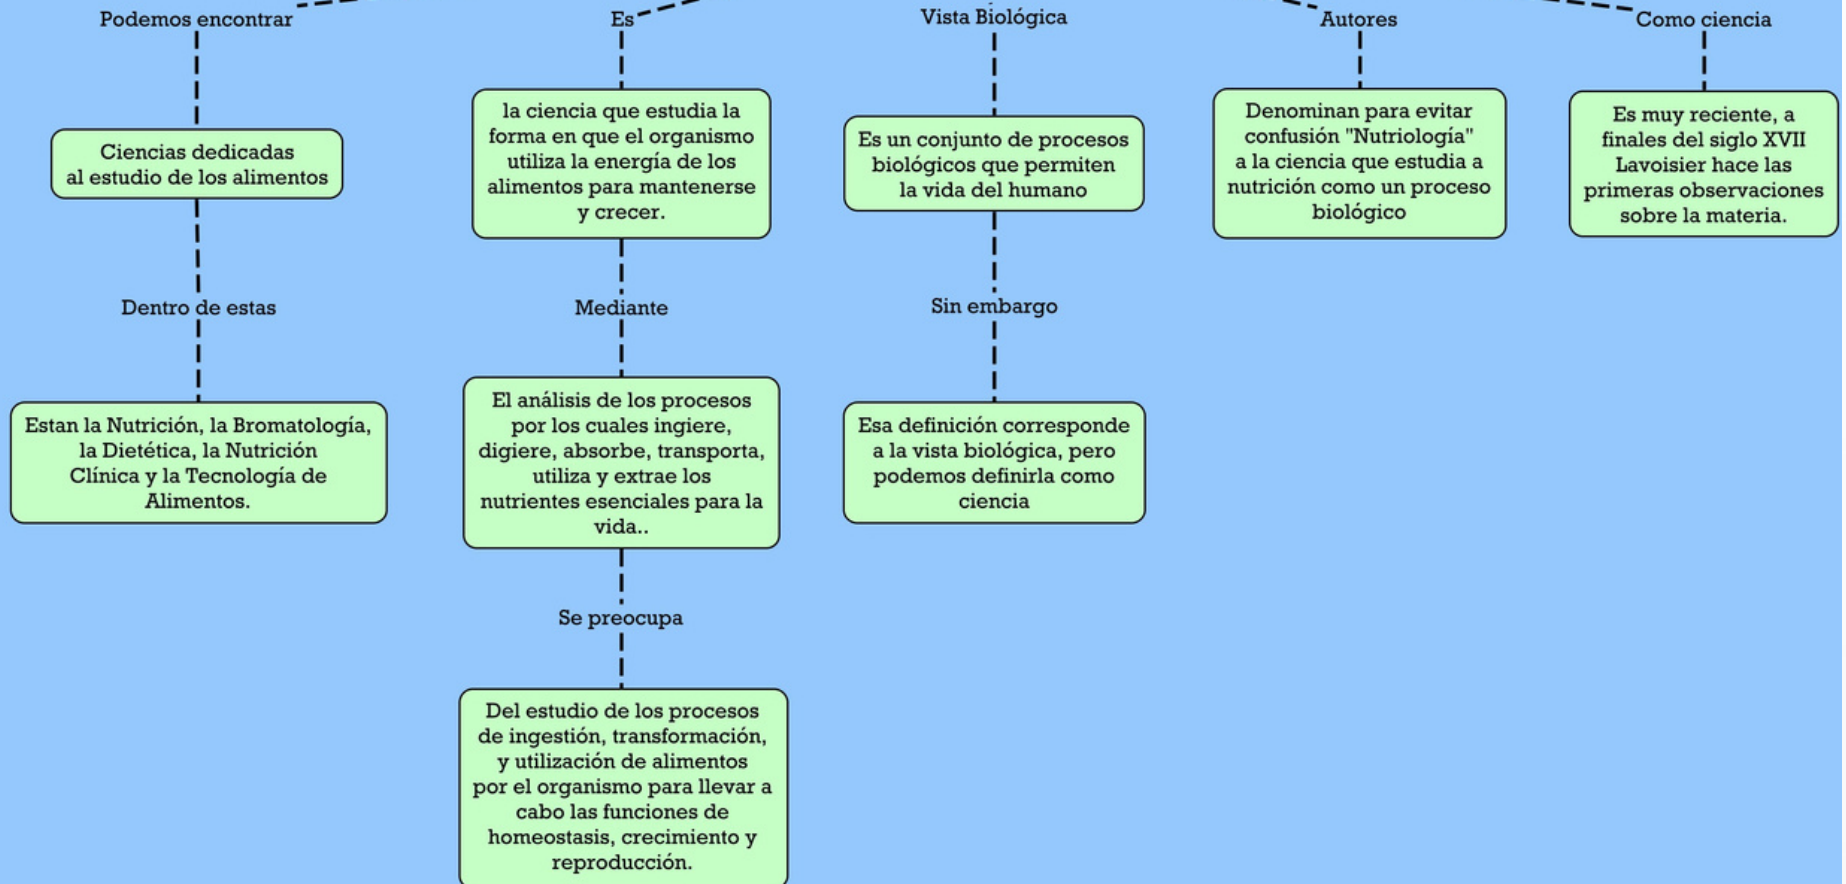 Podemos encontrar
Ciencias dedicadas
al estudio de los alimentos
Dentro de estas
Estan la Nutrición, la Bromatología,
la Dietética, la Nutrición
Clínica y la Tecnología de
Alimentos.
Es
la ciencia que estudia la
forma en que el organismo
utiliza la energía de los
alimentos para mantenerse
y crecer.
Mediante
El análisis de los procesos
por los cuales ingiere,
digiere, absorbe, transporta,
utiliza y extrae los
nutrientes esenciales para la
vida..
Se preocupa
Del estudio de los procesos
de ingestión, transformación,
y utilización de alimentos
por el organismo para llevar a
cabo las funciones de
homeostasis, crecimiento y
reproducción.
Vista Biológica
Es un conjunto de procesos
biológicos que permiten
la vida del humano
Sin embargo
Esa definición corresponde
a la vista biológica, pero
podemos definirla como
ciencia
Autores
Denominan para evitar
confusión "Nutriología"
a la ciencia que estudia a
nutrición como un proceso
biológico
Como ciencia
Es muy reciente, a
finales del siglo XVII
Lavoisier hace las
primeras observaciones
sobre la materia.